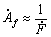 Ȧ_f ≈ 1/Ḟ